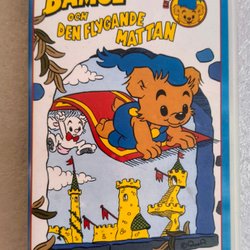 BAMSE
OCH
DEN FLYGANDE
MATTAN